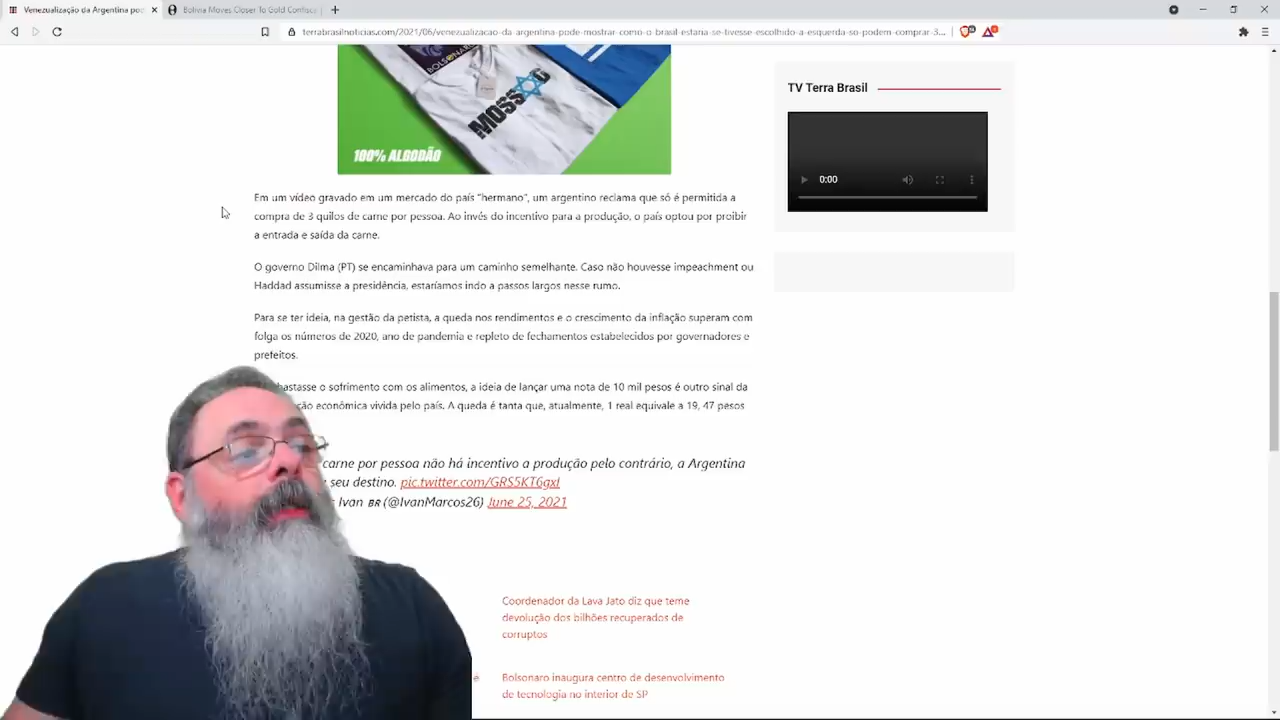 Venezualização da Argentina po
Bolivia Moves Closer To Gold Confisca
terrabrasilnoticias.com/2021/06/venezualizacao-da-argentina-pode-mostrar-como-o-brasil-estaria-se-tivesse-escolhido-a-esquerda-so-podem-comprar-3...
BOLSONARO
MOSSAD
100% ALGODÃO
TV Terra Brasil
0:00
Em um vídeo gravado em um mercado do país "hermano", um argentino reclama que só é permitida a
compra de 3 quilos de carne por pessoa. Ao invés do incentivo para a produção, o país optou por proibir
a entrada e saída da carne.
O governo Dilma (PT) se encaminhava para um caminho semelhante. Caso não houvesse impeachment ou
Haddad assumisse a presidência, estaríamos indo a passos largos nesse rumo.
Para se ter ideia, na gestão da petista, a queda nos rendimentos e o crescimento da inflação superam com
folga os números de 2020, ano de pandemia e repleto de fechamentos estabelecidos por governadores e
prefeitos.
bastasse o sofrimento com os alimentos, a ideia de lançar uma nota de 10 mil pesos é outro sinal da
ção econômica vivida pelo país. A queda é tanta que, atualmente, 1 real equivale a 19, 47 pesos
carne por pessoa não há incentivo a produção pelo contrário, a Argentina
seu destino. pic.twitter.com/GRS5KT6gxI
Ivan BR (@IvanMarcos26) June 25, 2021
Coordenador da Lava Jato diz que teme
devolução dos bilhões recuperados de
corruptos
é
Bolsonaro inaugura centro de desenvolvimento
de tecnologia no interior de SP